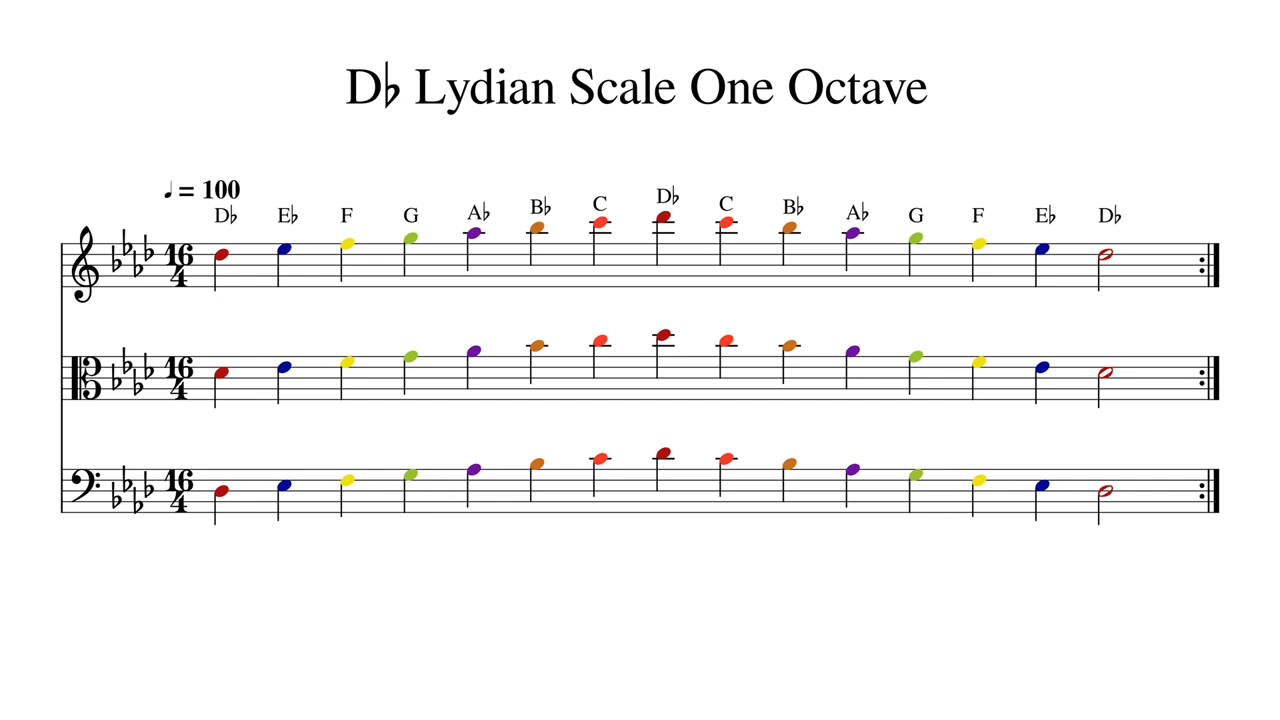 D♭ Lydian Scale One Octave
♩ = 100
D♭ E♭ F G A♭ B♭ C D♭ C B♭ A♭ G F E♭ D♭
16
4
16
4
16
4